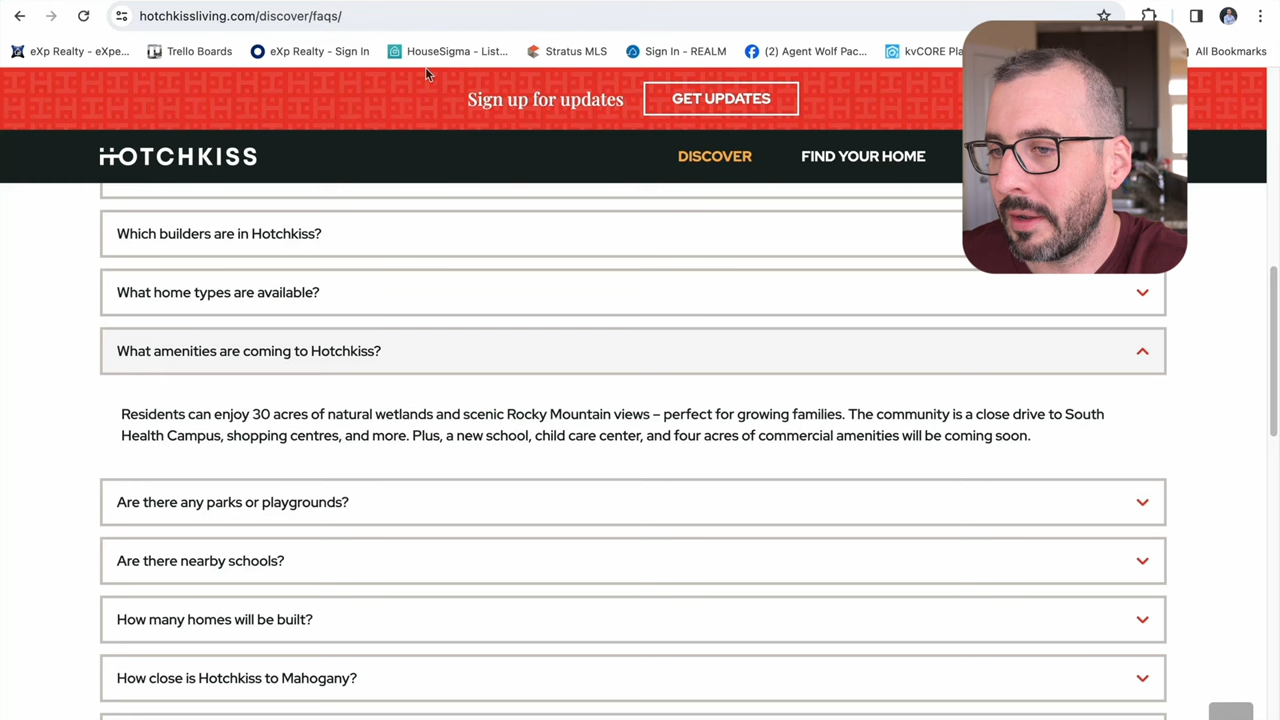 hotchkissliving.com/discover/faqs/
eXp Realty - eXpe...
Trello Boards
eXp Realty - Sign In
HouseSigma - List...
Stratus MLS
Sign In - REALM
(2) Agent Wolf Pac...
kvCORE Pla
All Bookmarks
Sign up for updates
GET UPDATES
HOTCHKISS
DISCOVER
FIND YOUR HOME
Which builders are in Hotchkiss?
What home types are available?
What amenities are coming to Hotchkiss?
Residents can enjoy 30 acres of natural wetlands and scenic Rocky Mountain views – perfect for growing families. The community is a close drive to South
Health Campus, shopping centres, and more. Plus, a new school, child care center, and four acres of commercial amenities will be coming soon.
Are there any parks or playgrounds?
Are there nearby schools?
How many homes will be built?
How close is Hotchkiss to Mahogany?